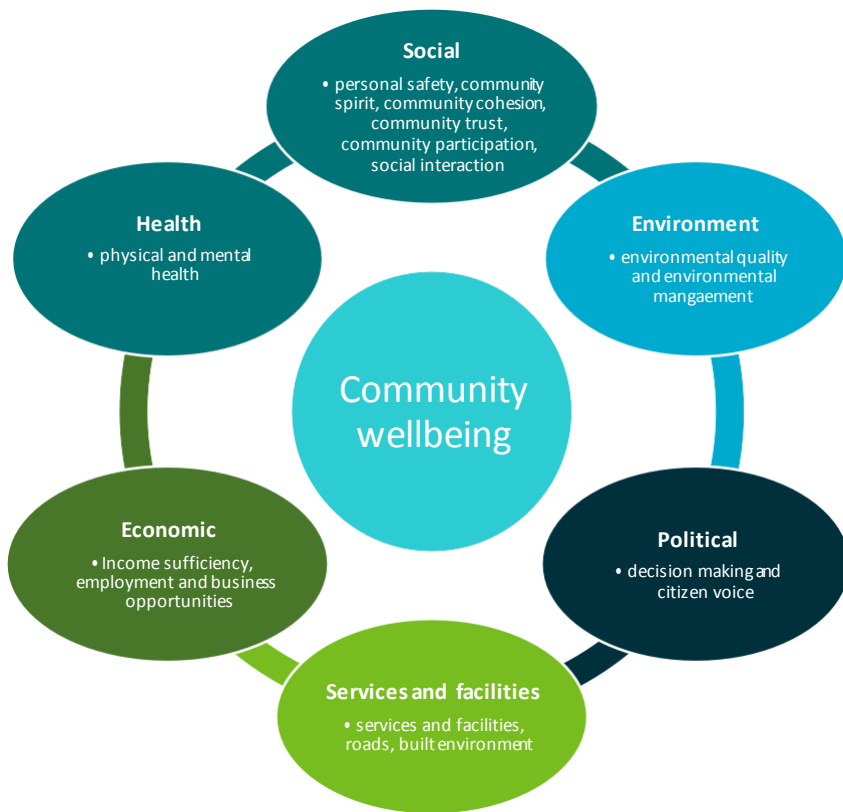 Social
• personal safety, community
spirit, community cohesion,
community trust,
community participation,
social interaction
Health
• physical and mental
health
Environment
• environmental quality
and environmental
mangaement
Community
wellbeing
Economic
• Income sufficiency,
employment and business
opportunities
Political
• decision making and
citizen voice
Services and facilities
• services and facilities,
roads, built environment